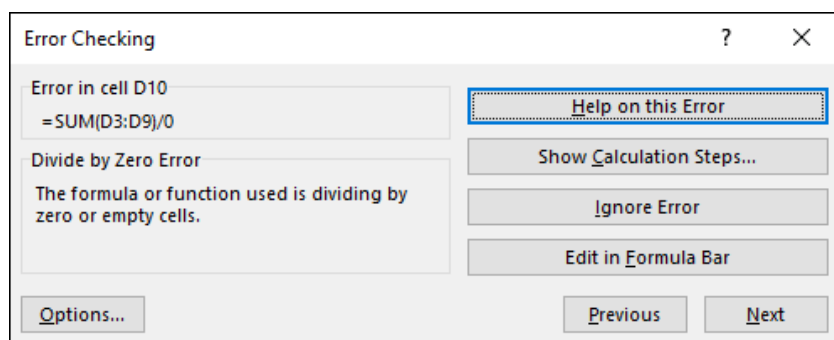 Error Checking
?
Error in cell D10
=SUM(D3:D9)/0
Divide by Zero Error
The formula or function used is dividing by
zero or empty cells.
Help on this Error
Show Calculation Steps...
Ignore Error
Edit in Formula Bar
Options...
Previous
Next